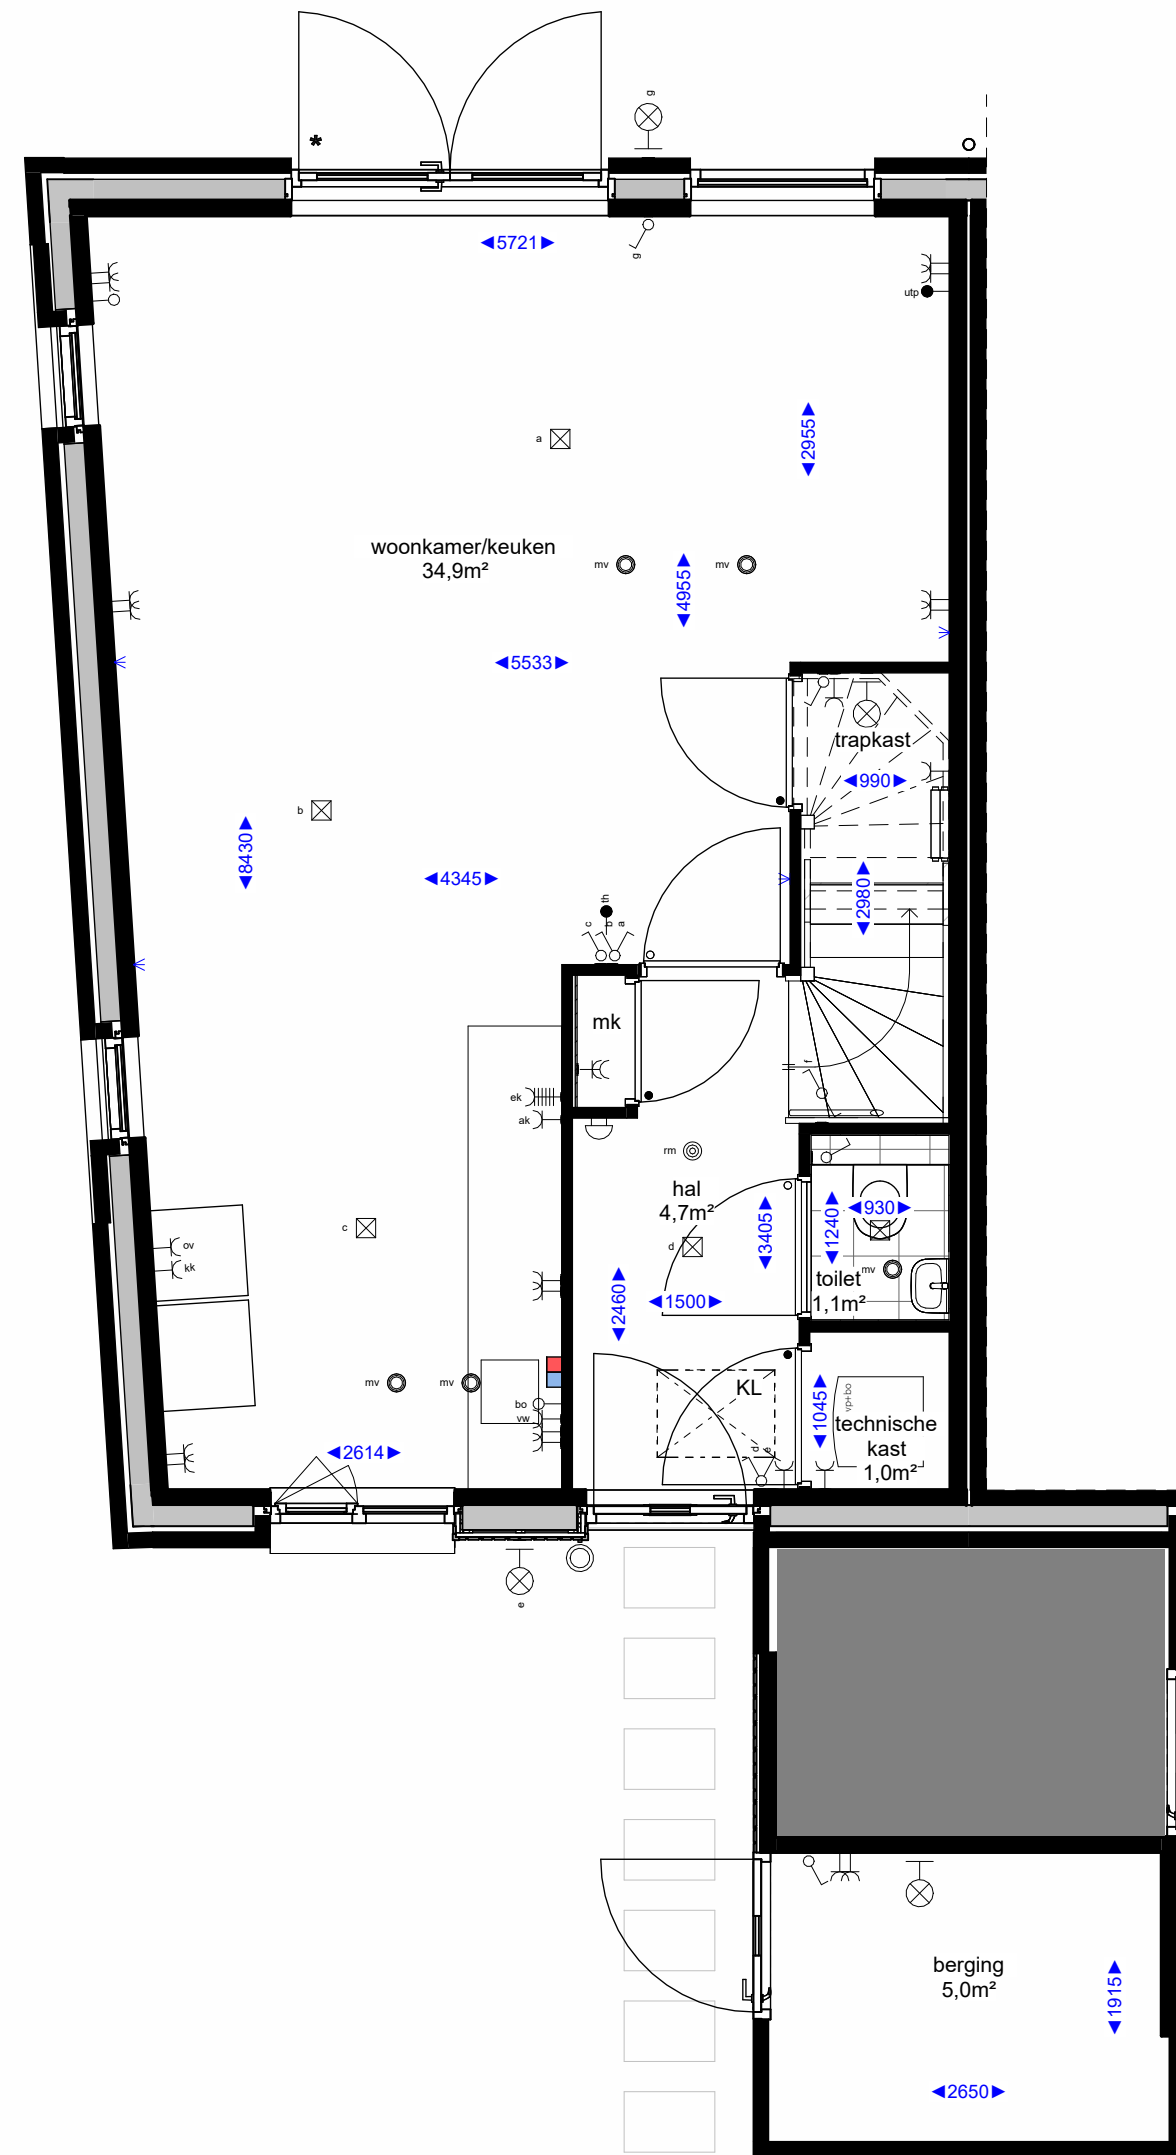 g
*
5721
g
utp
a
2955
woonkamer/keuken
34,9m²
mv
mv
4955
5533
trapkast
990
b
8430
4345
2980
th
c
b
a
mk
f
ek
ak
rm
hal
4,7m²
d
3405
1240
930
toilet
mv
1,1m²
c
ov
kk
2460
1500
KL
1045
vp+bo
technische
kast
1,0m²
d
e
mv
mv
bo
vw
2614
e
berging
5,0m²
1915
2650